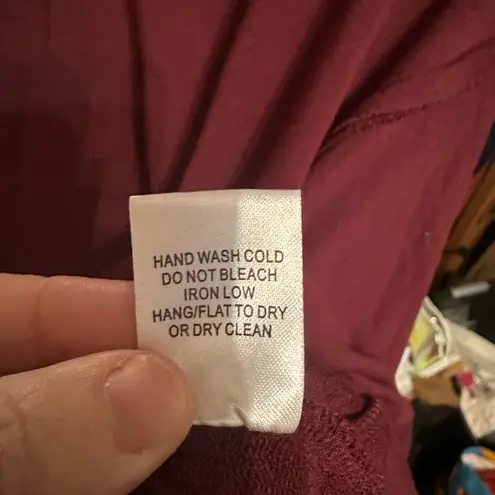 HAND WASH COLD
DO NOT BLEACH
IRON LOW
HANG/FLAT TO DRY
OR DRY CLEAN